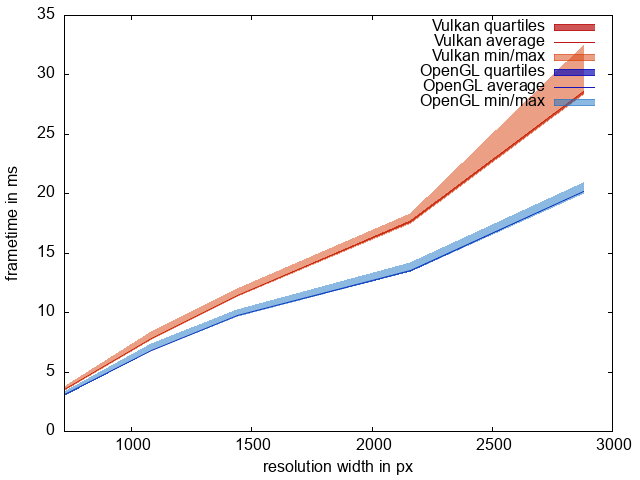 Vulkan quartiles
Vulkan average
Vulkan min/max
OpenGL quartiles
OpenGL average
OpenGL min/max
35
30
25
20
15
10
5
0
frametime in ms
1000 1500 2000 2500 3000
resolution width in px